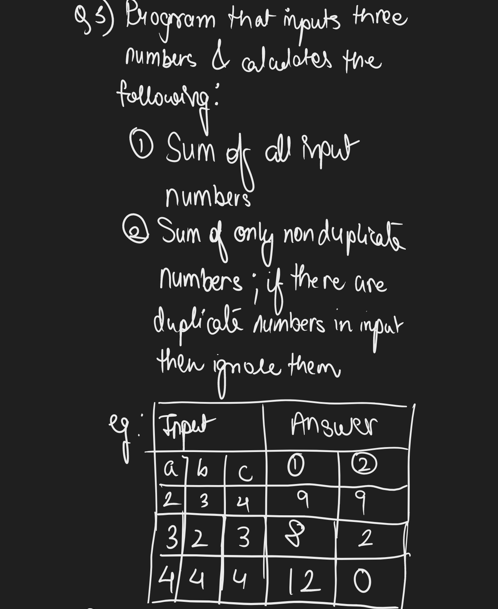 Q3) Program that inputs three
numbers & calculates the
following:
① Sum of all input
numbers
② Sum of only non duplicate
numbers; if there are
duplicate numbers in input
then ignore them
eg: Input Answer
a b c ① ②
2 3 4 9 9
3 2 3 8 2
4 4 4 12 0